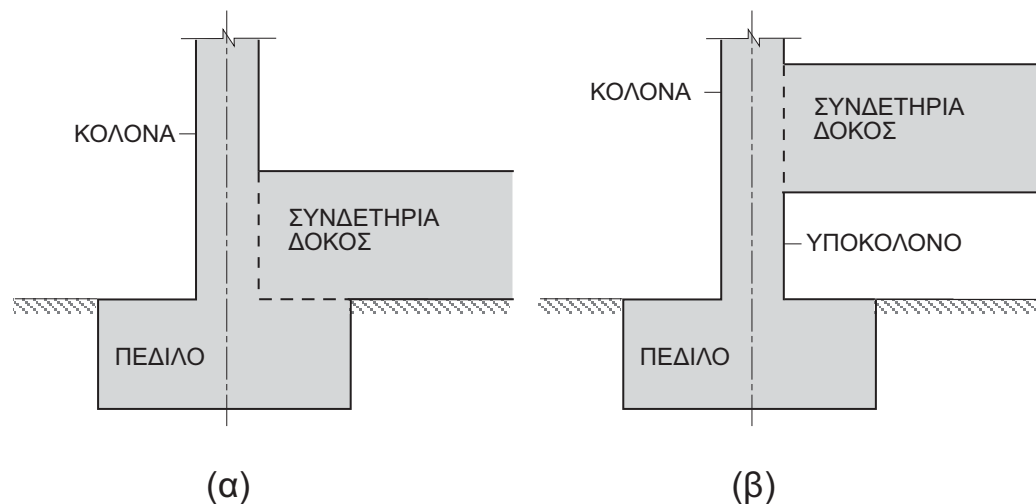 ΚΟΛΟΝΑ
ΣΥΝΔΕΤΗΡΙΑ
ΔΟΚΟΣ
ΠΕΔΙΛΟ
(α)
ΚΟΛΟΝΑ
ΣΥΝΔΕΤΗΡΙΑ
ΔΟΚΟΣ
ΥΠΟΚΟΛΟΝΟ
ΠΕΔΙΛΟ
(β)